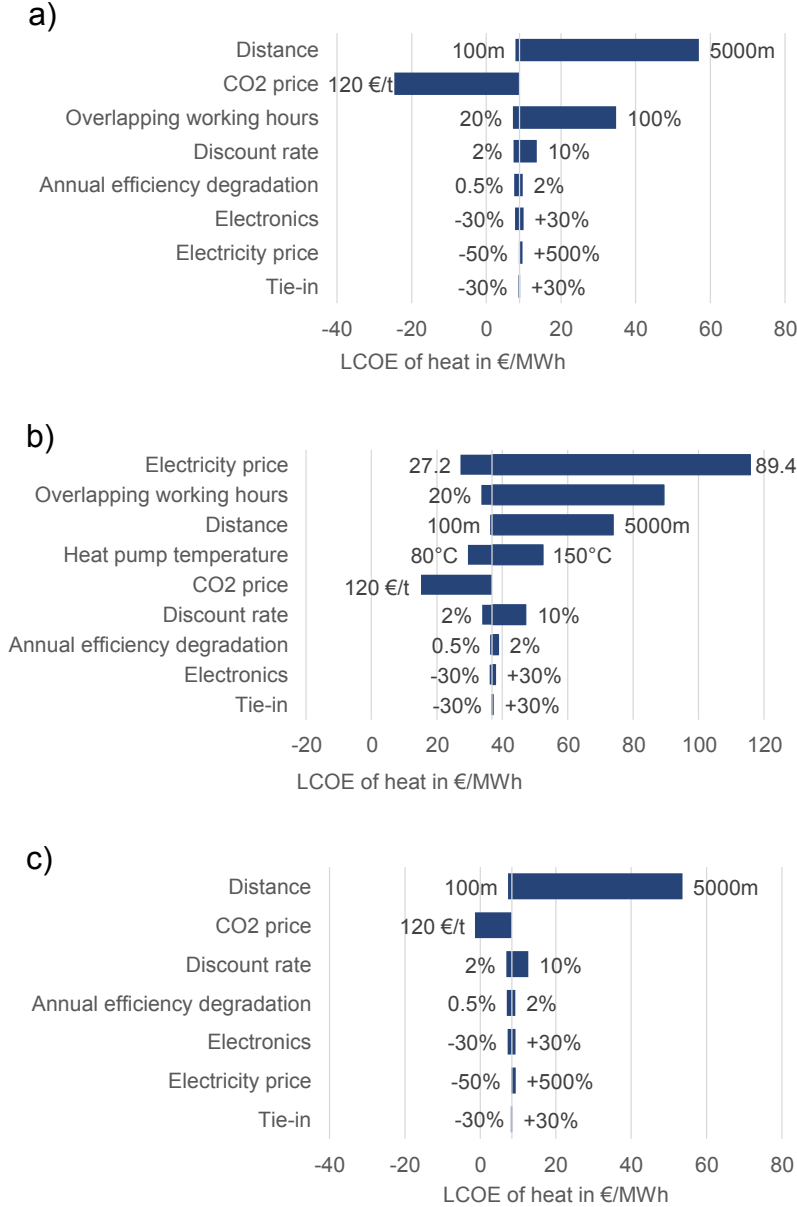 a)
Distance 100m 5000m
CO2 price 120 €/t
Overlapping working hours 20% 100%
Discount rate 2% 10%
Annual efficiency degradation 0.5% 2%
Electronics -30% +30%
Electricity price -50% +500%
Tie-in -30% +30%
-40 -20 0 20 40 60 80
LCOE of heat in €/MWh
b)
Electricity price 27.2 89.4
Overlapping working hours 20%
Distance 100m 5000m
Heat pump temperature 80°C 150°C
CO2 price 120 €/t
Discount rate 2% 10%
Annual efficiency degradation 0.5% 2%
Electronics -30% +30%
Tie-in -30% +30%
-20 0 20 40 60 80 100 120
LCOE of heat in €/MWh
c)
Distance 100m 5000m
CO2 price 120 €/t
Discount rate 2% 10%
Annual efficiency degradation 0.5% 2%
Electronics -30% +30%
Electricity price -50% +500%
Tie-in -30% +30%
-40 -20 0 20 40 60 80
LCOE of heat in €/MWh